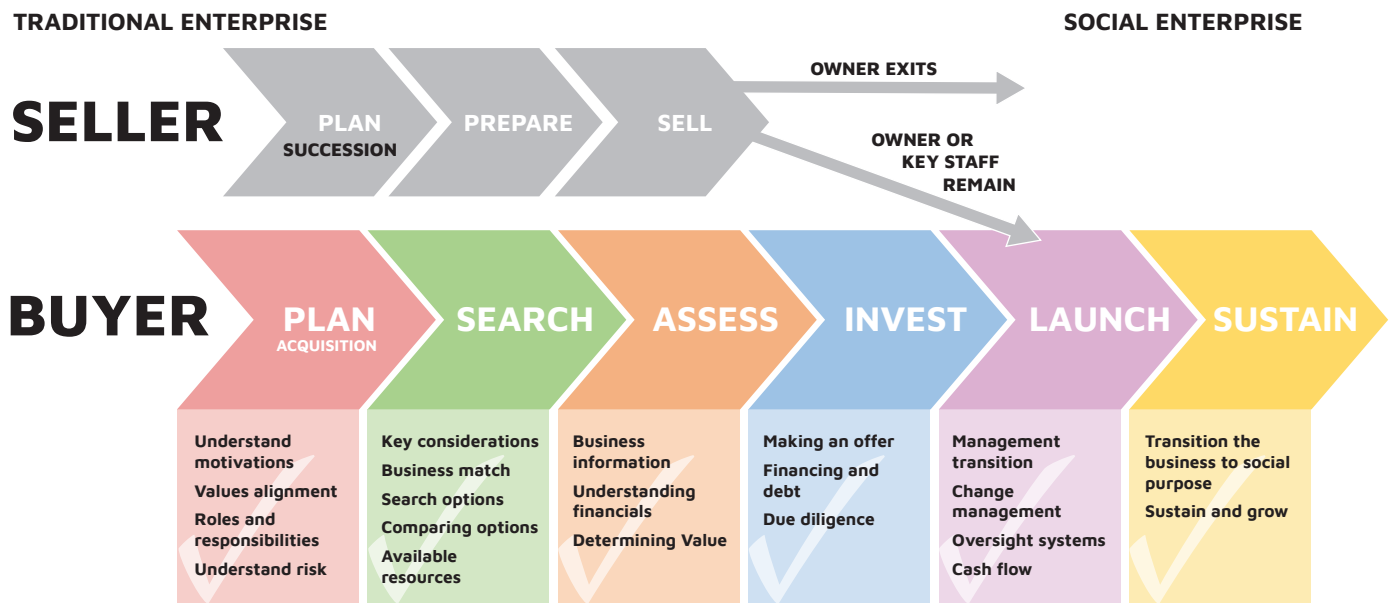 TRADITIONAL ENTERPRISE
SOCIAL ENTERPRISE
SELLER
PLAN
SUCCESSION
PREPARE
SELL
OWNER EXITS
OWNER OR
KEY STAFF
REMAIN
BUYER
PLAN
ACQUISITION
SEARCH
ASSESS
INVEST
LAUNCH
SUSTAIN
Understand
motivations
Values alignment
Roles and
responsibilities
Understand risk
Key considerations
Business match
Search options
Comparing options
Available
resources
Business
information
Understanding
financials
Determining Value
Making an offer
Financing and
debt
Due diligence
Management
transition
Change
management
Oversight systems
Cash flow
Transition the
business to social
purpose
Sustain and grow